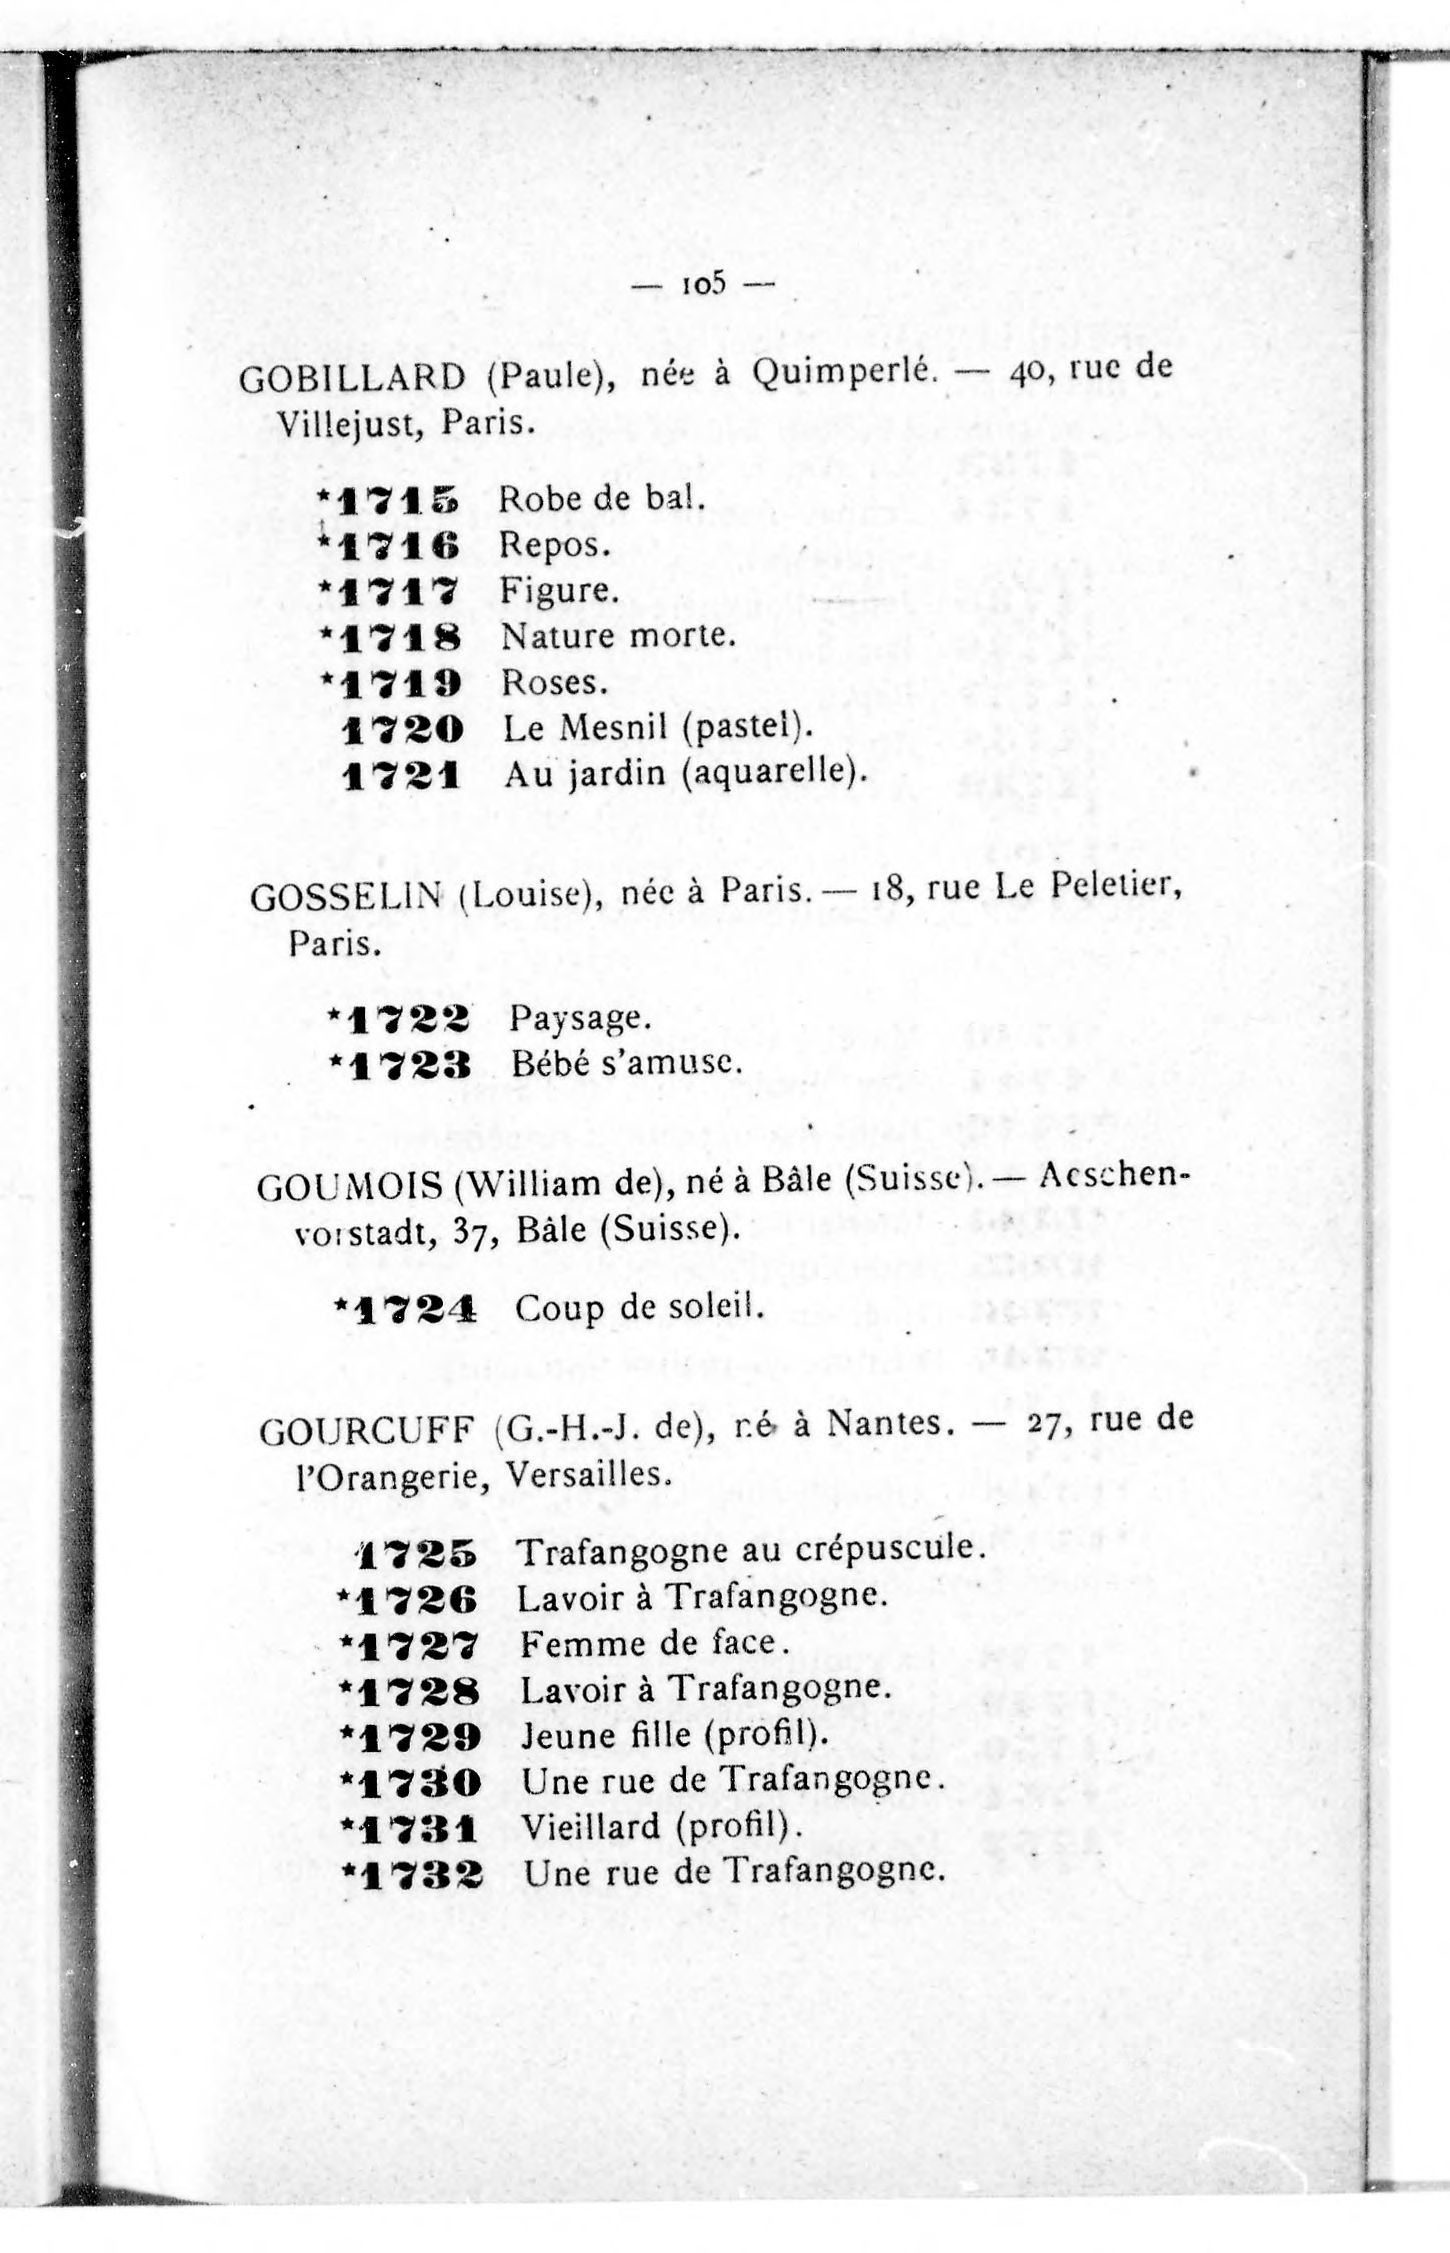 — 105 —
GOBILLARD (Paule), née à Quimperlé. — 40, rue de
Villejust, Paris.
*1715 Robe de bal.
*1716 Repos.
*1717 Figure.
*1718 Nature morte.
*1719 Roses.
1720 Le Mesnil (pastel).
1721 Au jardin (aquarelle).
GOSSELIN (Louise), née à Paris. — 18, rue Le Peletier,
Paris.
*1722 Paysage.
*1723 Bébé s'amuse.
GOUMOIS (William de), né à Bâle (Suisse). — Aeschen-
vorstadt, 37, Bâle (Suisse).
*1724 Coup de soleil.
GOURCUFF (G.-H.-J. de), né à Nantes. — 27, rue de
l'Orangerie, Versailles.
1725 Trafangogne au crépuscule.
*1726 Lavoir à Trafangogne.
*1727 Femme de face.
*1728 Lavoir à Trafangogne.
*1729 Jeune fille (profil).
*1730 Une rue de Trafangogne.
*1731 Vieillard (profil).
*1732 Une rue de Trafangogne.